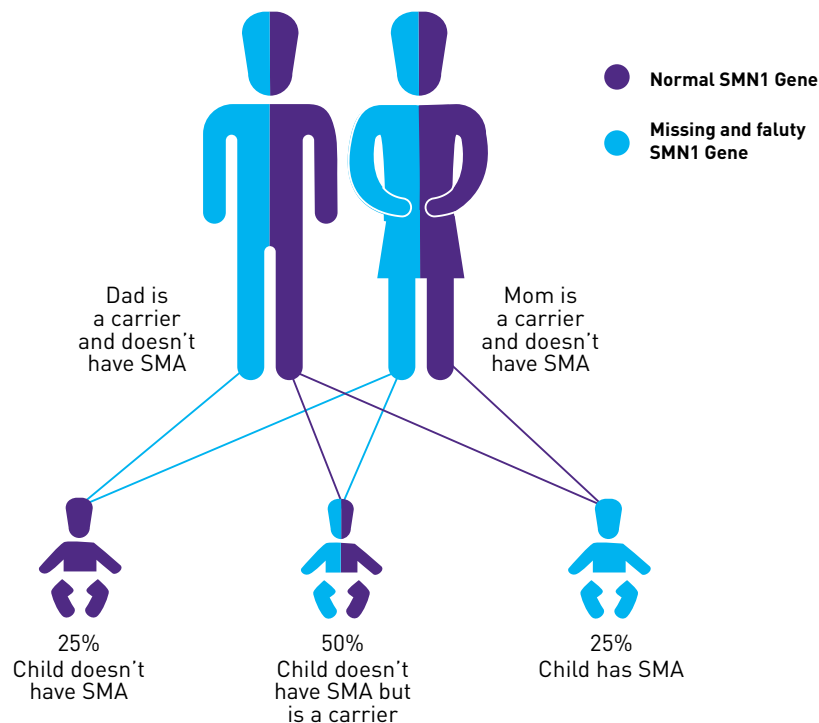 Normal SMN1 Gene
Missing and faluty
SMN1 Gene
Dad is
a carrier
and doesn't
have SMA
Mom is
a carrier
and doesn't
have SMA
25%
Child doesn't
have SMA
50%
Child doesn't
have SMA but
is a carrier
25%
Child has SMA